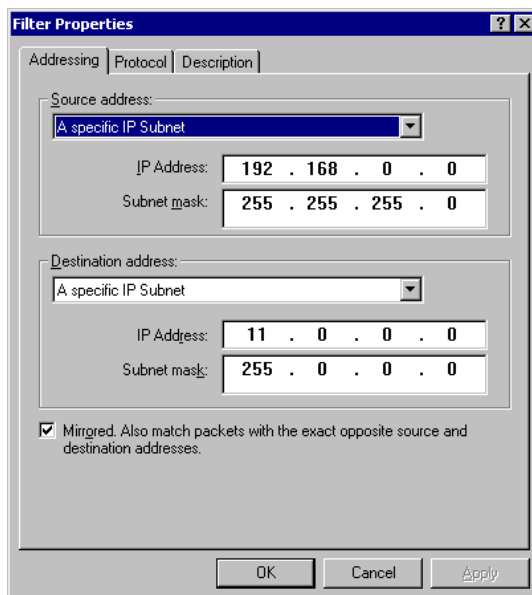 Filter Properties
Addressing Protocol Description
Source address:
A specific IP Subnet
IP Address: 192 . 168 . 0 . 0
Subnet mask: 255 . 255 . 255 . 0
Destination address:
A specific IP Subnet
IP Address: 11 . 0 . 0 . 0
Subnet mask: 255 . 0 . 0 . 0
Mirrored. Also match packets with the exact opposite source and
destination addresses.
OK Cancel Apply